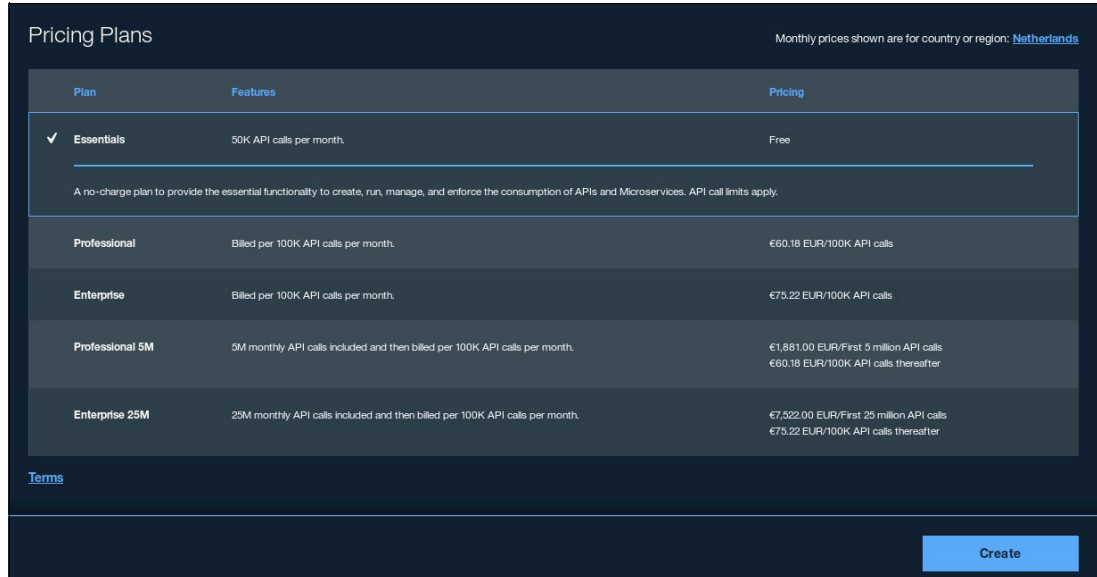 Pricing Plans
Monthly prices shown are for country or region: Netherlands
Plan Features Pricing
Essentials 50K API calls per month. Free
A no-charge plan to provide the essential functionality to create, run, manage, and enforce the consumption of APIs and Microservices. API call limits apply.
Professional Billed per 100K API calls per month. €60.18 EUR/100K API calls
Enterprise Billed per 100K API calls per month. €75.22 EUR/100K API calls
Professional 5M 5M monthly API calls included and then billed per 100K API calls per month. €1,881.00 EUR/First 5 million API calls
€60.18 EUR/100K API calls thereafter
Enterprise 25M 25M monthly API calls included and then billed per 100K API calls per month. €7,522.00 EUR/First 25 million API calls
€75.22 EUR/100K API calls thereafter
Terms
Create